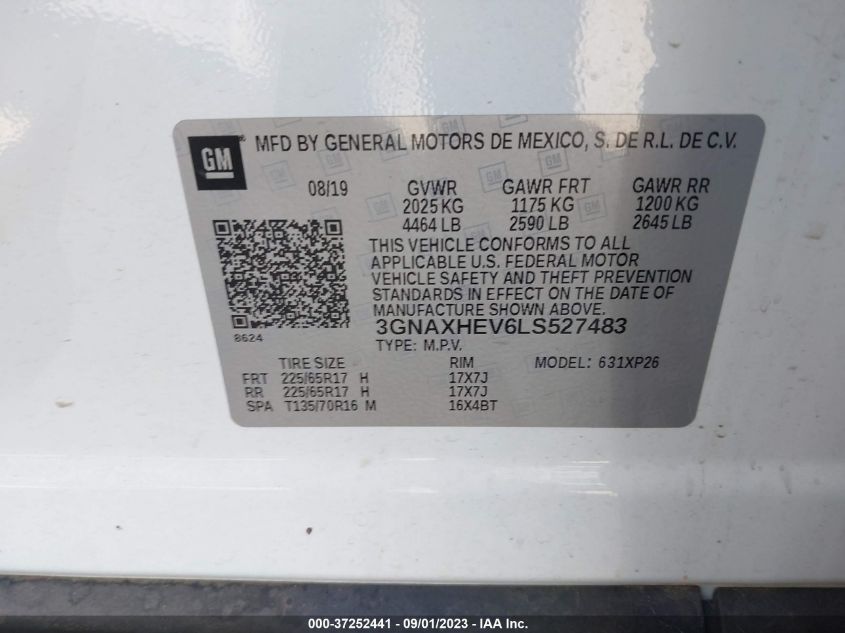 GM®
MFD BY GENERAL MOTORS DE MEXICO, S. DE R.L. DE C.V.
08/19 GVWR GAWR FRT GAWR RR
2025 KG 1175 KG 1200 KG
4464 LB 2590 LB 2645 LB
THIS VEHICLE CONFORMS TO ALL
APPLICABLE U.S. FEDERAL MOTOR
VEHICLE SAFETY AND THEFT PREVENTION
STANDARDS IN EFFECT ON THE DATE OF
MANUFACTURE SHOWN ABOVE.
8624
3GNAXHEV6LS527483
TYPE: M.P.V.
TIRE SIZE RIM MODEL: 631XP26
FRT 225/65R17 H 17X7J
RR 225/65R17 H 17X7J
SPA T135/70R16 M 16X4BT
000-37252441 - 09/01/2023 - © IAA Inc.